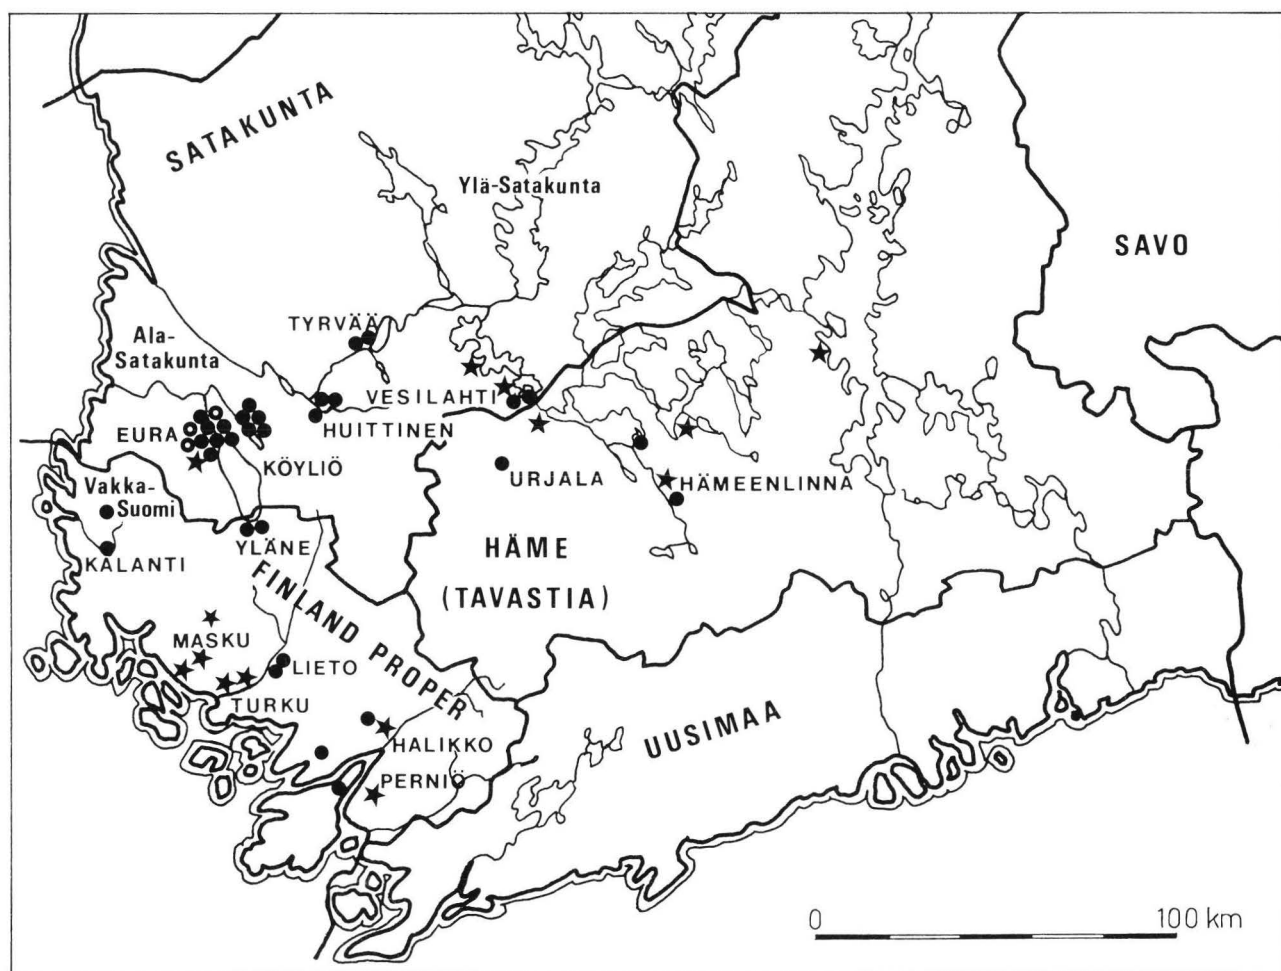 SATAKUNTA
Ylä-Satakunta
SAVO
TYRVÄÄ
Ala-
Satakunta
VESILAHTI
HUITTINEN
EURA
KÖYLIÖ
URJALA
HÄMEENLINNA
Vakka-
Suomi
YLÄNE
KALANTI
HÄME
(TAVASTIA)
FINLAND PROPER
MASKU
LIETO
TURKU
UUSIMAA
HALIKKO
PERNIÖ
0
100 km